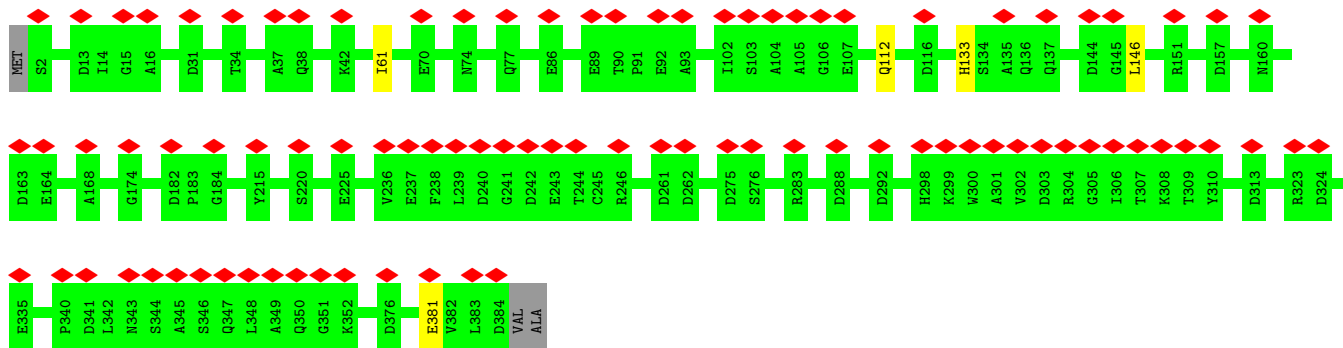 MET S2 D13 I14 G15 A16 D31 T34 A37 Q38 K42 I61 E70 N74 Q77 E86 E89 T90 P91 E92 A93 I102 S103 A104 A105 G106 E107 Q112 D116 H133 S134 A135 Q136 Q137 D144 G145 L146 R151 D157 N160
D163 E164 A168 G174 D182 P183 G184 Y215 S220 E225 V236 E237 F238 L239 D240 G241 D242 E243 T244 C245 R246 D261 D262 D275 S276 R283 D288 D292 H298 K299 W300 A301 V302 D303 R304 G305 I306 T307 K308 T309 Y310 D313 R323 D324
E335 P340 D341 L342 N343 S344 A345 S346 Q347 L348 A349 Q350 G351 K352 D376 E381 V382 L383 D384 VAL ALA